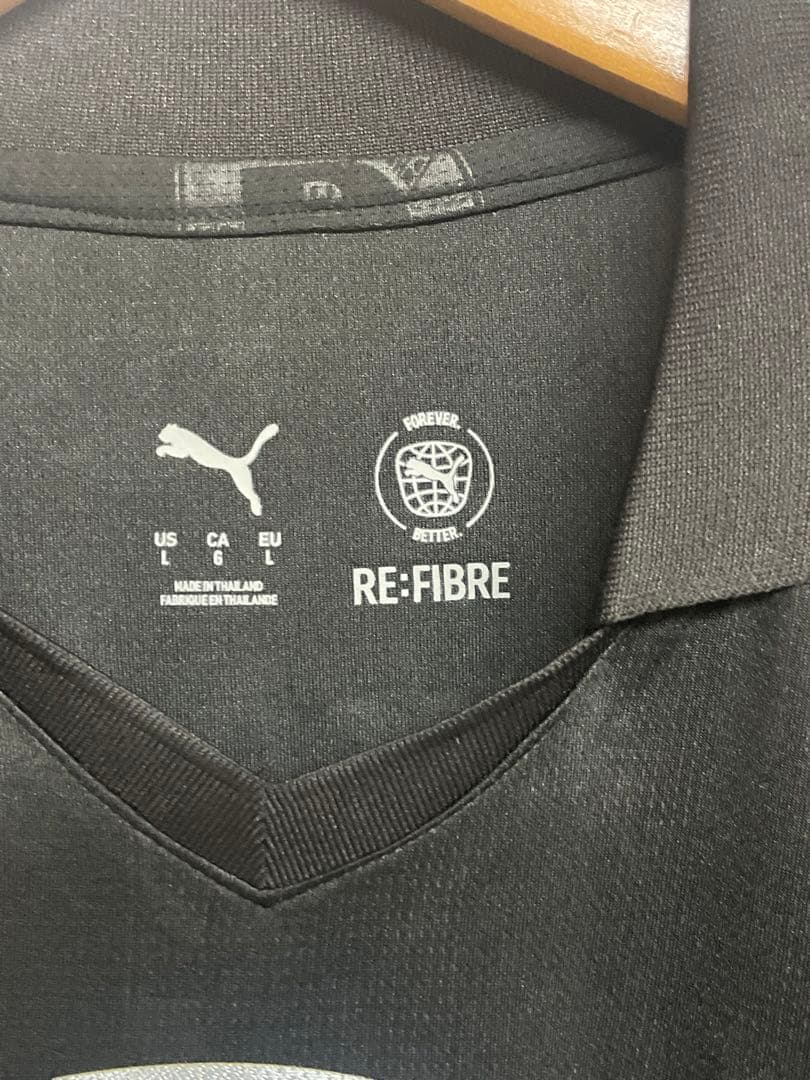 FOREVER.
BETTER.
US CA EU
L G L
MADE IN THAILAND
FABRIQUE EN THAILANDE
RE:FIBRE